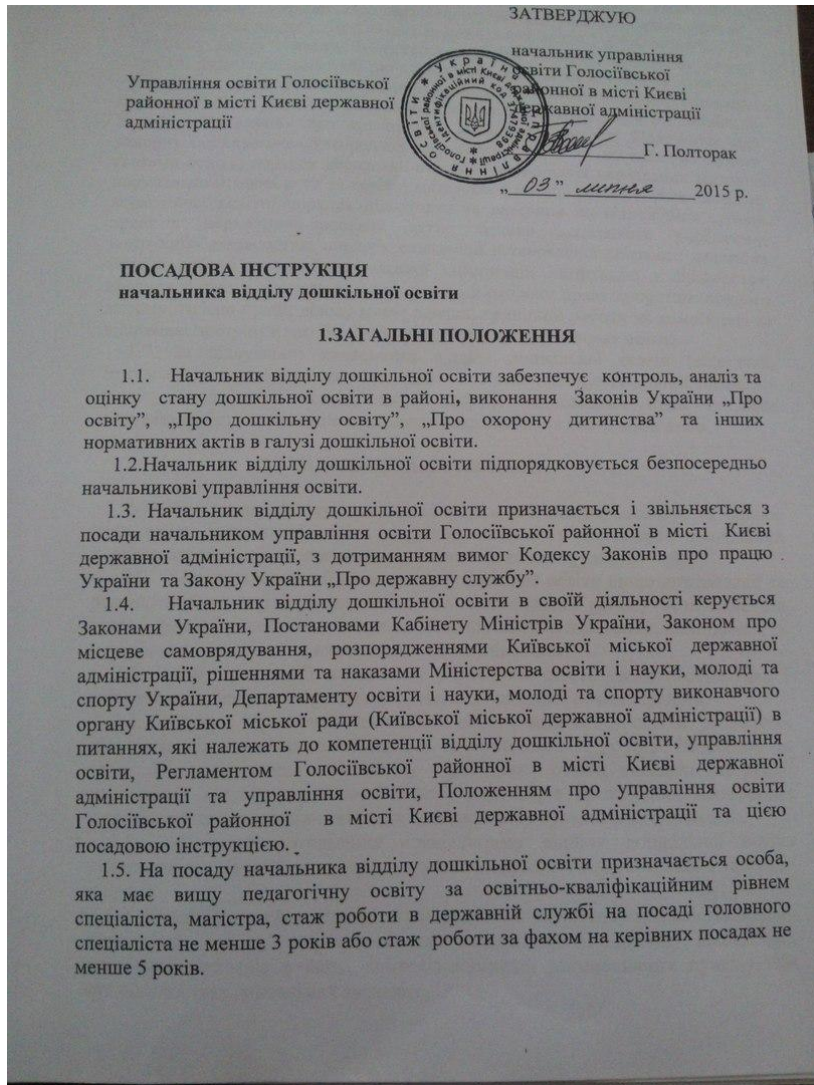 ЗАТВЕРДЖУЮ
начальник управління
освіти Голосіївської
районної в місті Києві
державної адміністрації
Г. Полторак
„ 03 ” липня 2015 р.
Управління освіти Голосіївської
районної в місті Києві державної
адміністрації
ПОСАДОВА ІНСТРУКЦІЯ
начальника відділу дошкільної освіти
1.ЗАГАЛЬНІ ПОЛОЖЕННЯ
1.1. Начальник відділу дошкільної освіти забезпечує контроль, аналіз та
оцінку стану дошкільної освіти в районі, виконання Законів України „Про
освіту”, „Про дошкільну освіту”, „Про охорону дитинства” та інших
нормативних актів в галузі дошкільної освіти.
1.2.Начальник відділу дошкільної освіти підпорядковується безпосередньо
начальникові управління освіти.
1.3. Начальник відділу дошкільної освіти призначається і звільняється з
посади начальником управління освіти Голосіївської районної в місті Києві
державної адміністрації, з дотриманням вимог Кодексу Законів про працю
України та Закону України „Про державну службу”.
1.4. Начальник відділу дошкільної освіти в своїй діяльності керується
Законами України, Постановами Кабінету Міністрів України, Законом про
місцеве самоврядування, розпорядженнями Київської міської державної
адміністрації, рішеннями та наказами Міністерства освіти і науки, молоді та
спорту України, Департаменту освіти і науки, молоді та спорту виконавчого
органу Київської міської ради (Київської міської державної адміністрації) в
питаннях, які належать до компетенції відділу дошкільної освіти, управління
освіти, Регламентом Голосіївської районної в місті Києві державної
адміністрації та управління освіти, Положенням про управління освіти
Голосіївської районної в місті Києві державної адміністрації та цією
посадовою інструкцією.
1.5. На посаду начальника відділу дошкільної освіти призначається особа,
яка має вищу педагогічну освіту за освітньо-кваліфікаційним рівнем
спеціаліста, магістра, стаж роботи в державній службі на посаді головного
спеціаліста не менше 3 років або стаж роботи за фахом на керівних посадах не
менше 5 років.